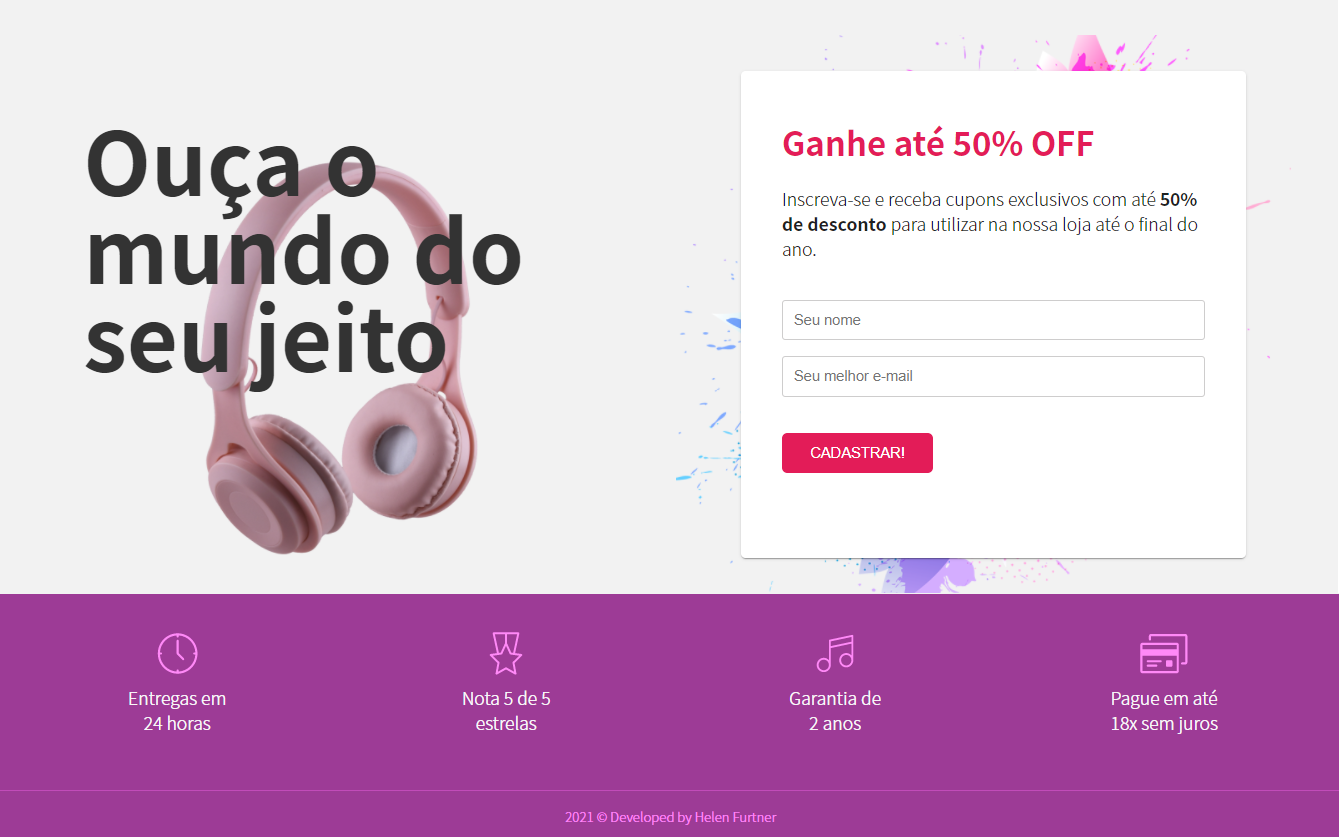 Ouça o
mundo do
seu jeito
Ganhe até 50% OFF
Inscreva-se e receba cupons exclusivos com até 50%
de desconto para utilizar na nossa loja até o final do
ano.
Seu nome
Seu melhor e-mail
CADASTRAR!
Entregas em
24 horas
Nota 5 de 5
estrelas
Garantia de
2 anos
Pague em até
18x sem juros
2021 © Developed by Helen Furtner